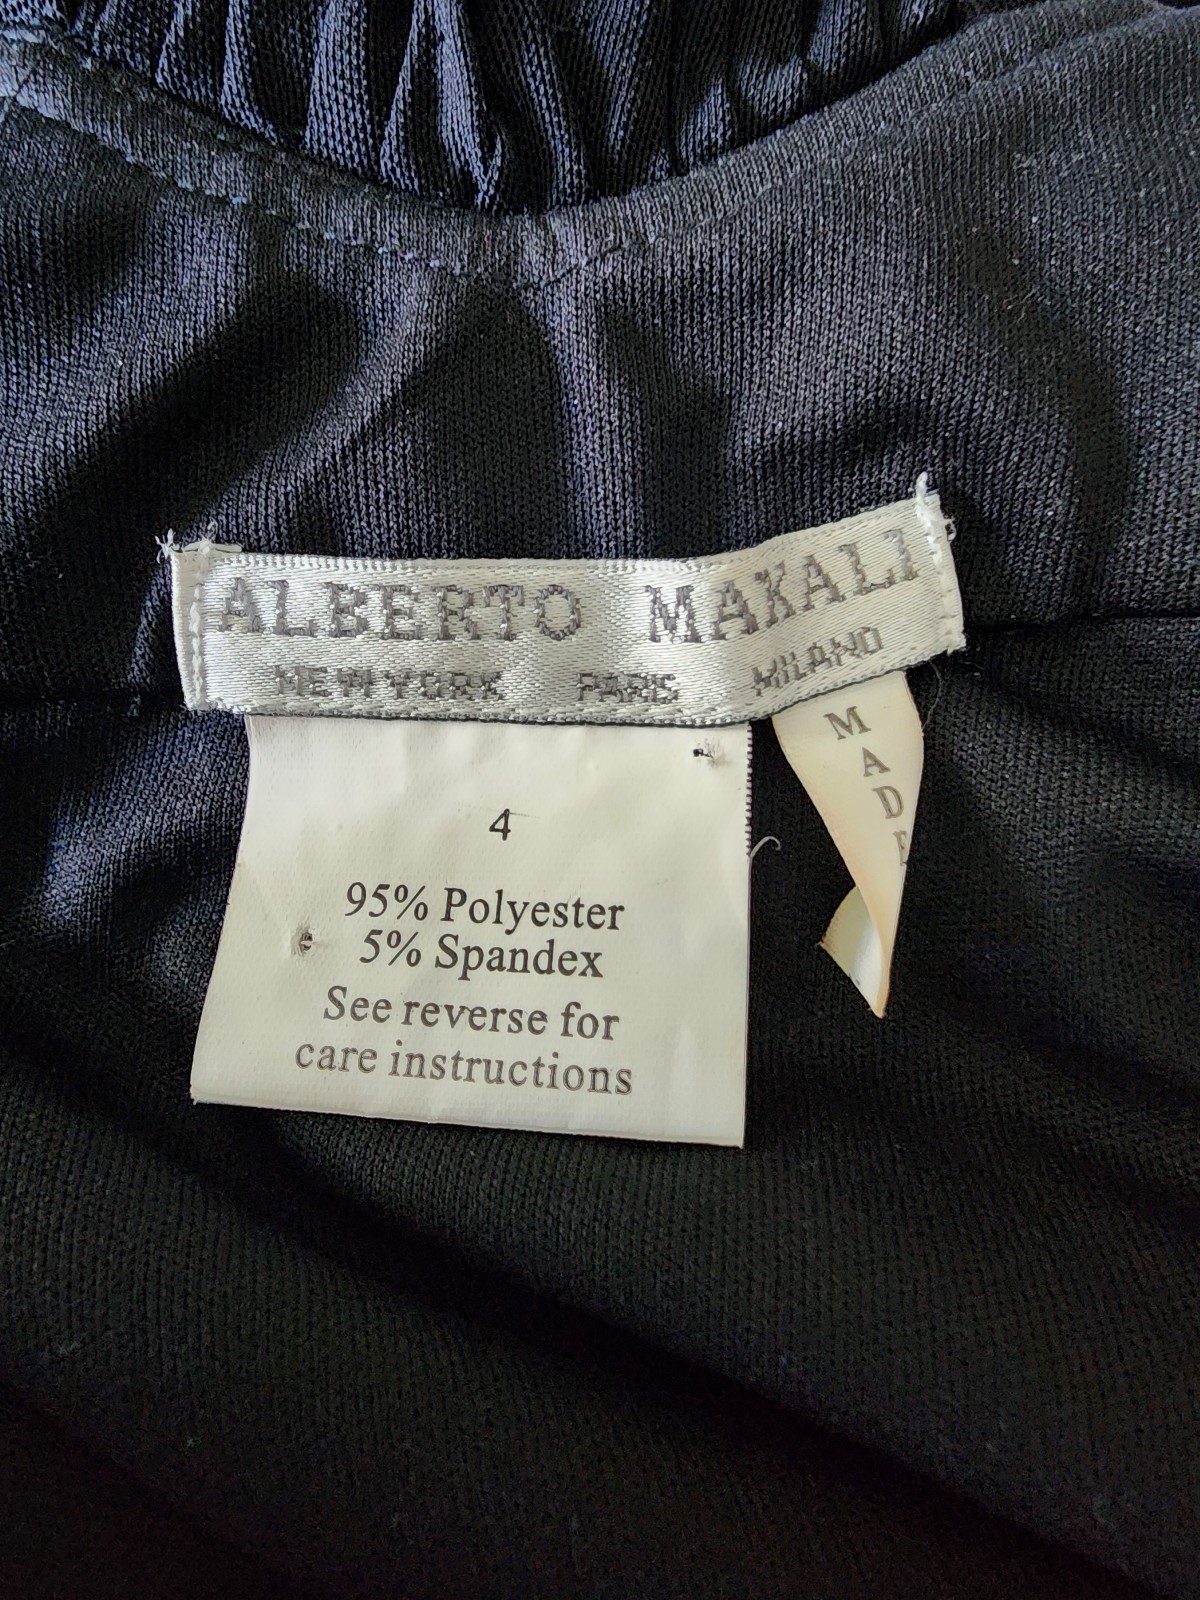 ALBERTO MAKALI
NEW YORK PARIS MILANO
4
95% Polyester
5% Spandex
See reverse for
care instructions
MADE